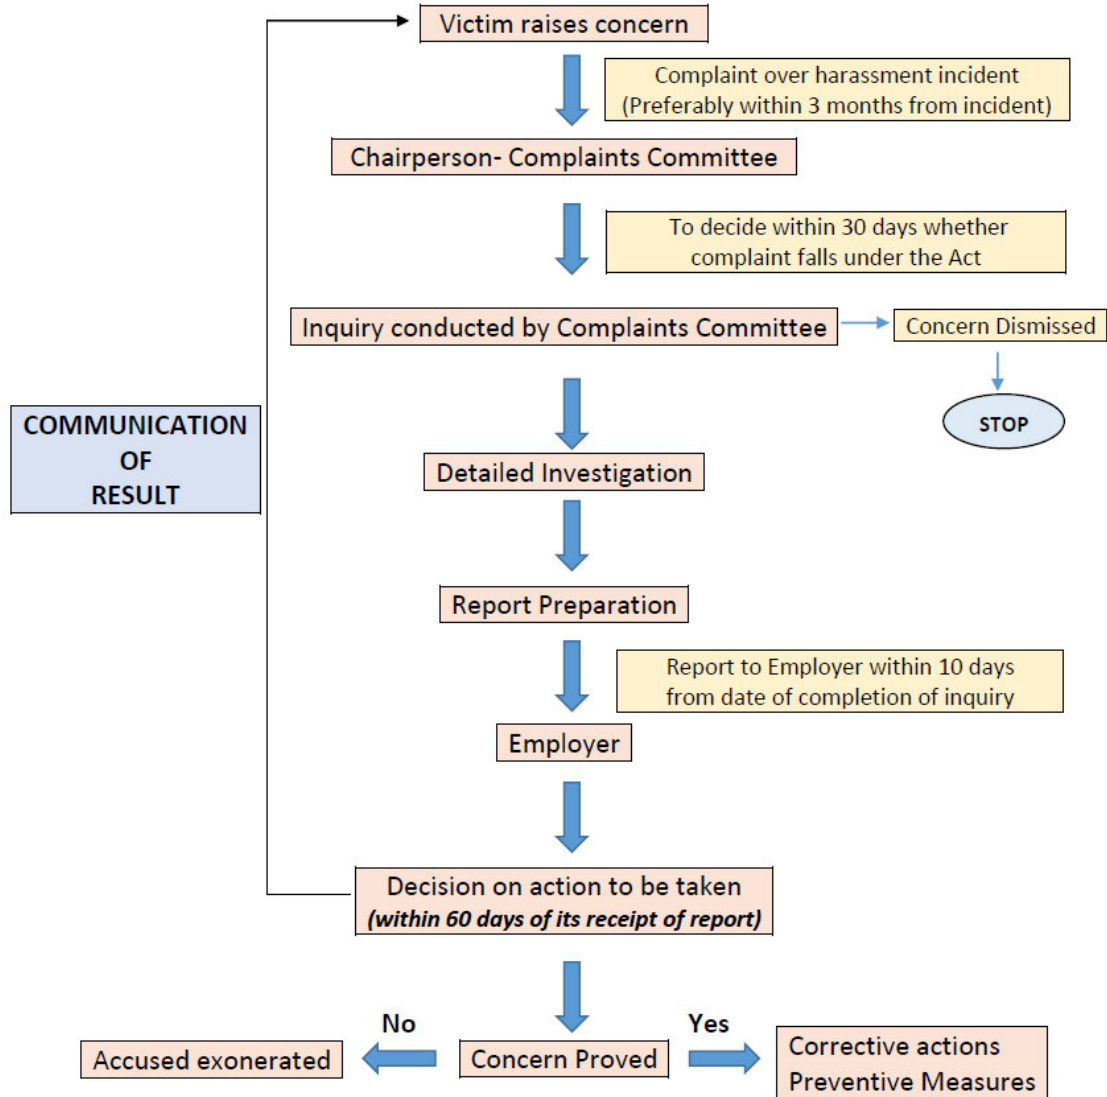 Victim raises concern
Complaint over harassment incident
(Preferably within 3 months from incident)
Chairperson- Complaints Committee
To decide within 30 days whether
complaint falls under the Act
Inquiry conducted by Complaints Committee
Concern Dismissed
STOP
COMMUNICATION
OF
RESULT
Detailed Investigation
Report Preparation
Report to Employer within 10 days
from date of completion of inquiry
Employer
Decision on action to be taken
(within 60 days of its receipt of report)
No
Yes
Accused exonerated
Concern Proved
Corrective actions
Preventive Measures